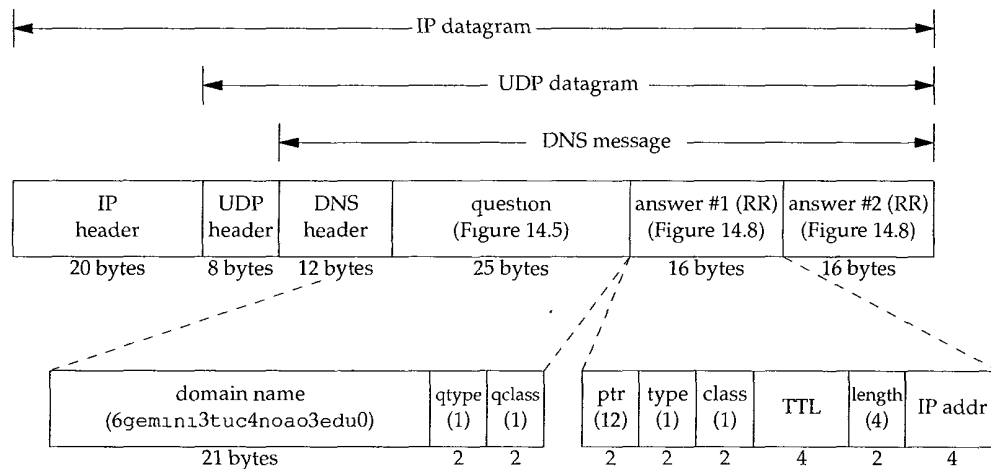 IP datagram
UDP datagram
DNS message
IP header
UDP header
DNS header
question (Figure 14.5)
answer #1 (RR) (Figure 14.8)
answer #2 (RR) (Figure 14.8)
20 bytes 8 bytes 12 bytes 25 bytes 16 bytes 16 bytes
domain name (6gemini3tuc4noao3edu0)
qtype (1)
qclass (1)
ptr (12)
type (1)
class (1)
TTL
length (4)
IP addr
21 bytes 2 2 2 2 2 4 2 4